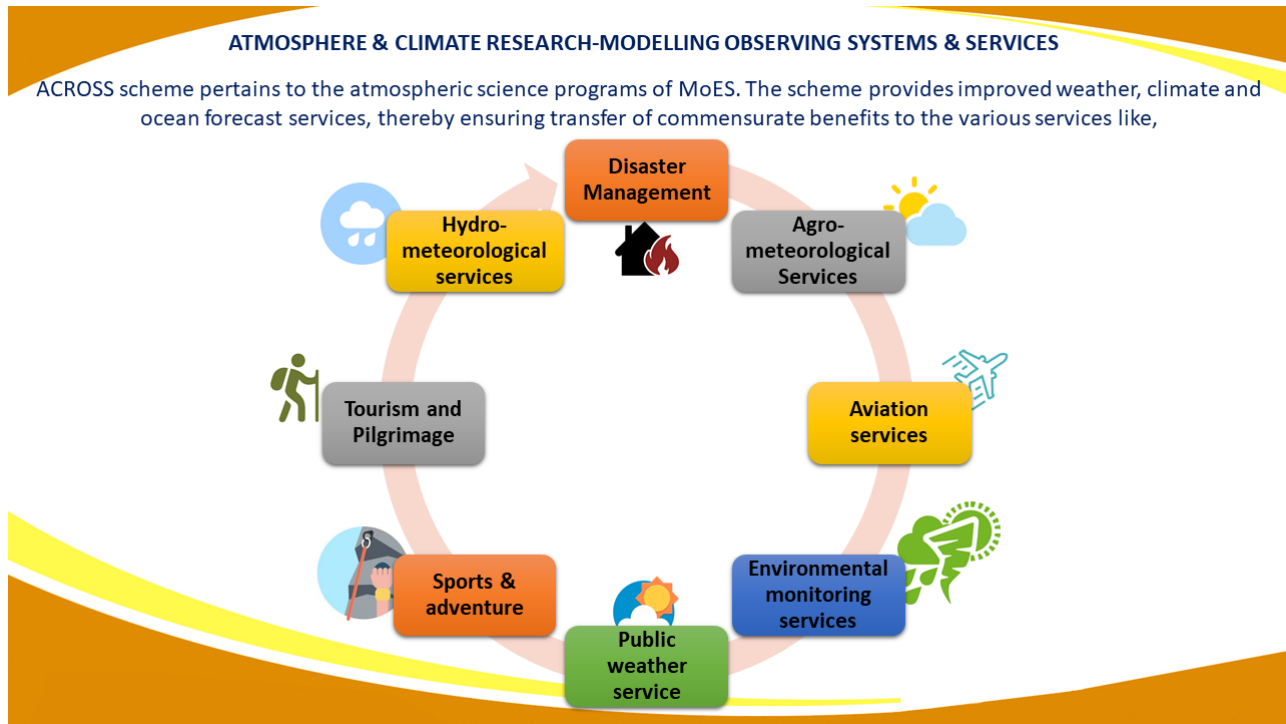 ATMOSPHERE & CLIMATE RESEARCH-MODELLING OBSERVING SYSTEMS & SERVICES
ACROSS scheme pertains to the atmospheric science programs of MoES. The scheme provides improved weather, climate and
ocean forecast services, thereby ensuring transfer of commensurate benefits to the various services like,
Disaster
Management
Agro-
meteorological
Services
Aviation
services
Environmental
monitoring
services
Public
weather
service
Sports &
adventure
Tourism and
Pilgrimage
Hydro-
meteorological
services